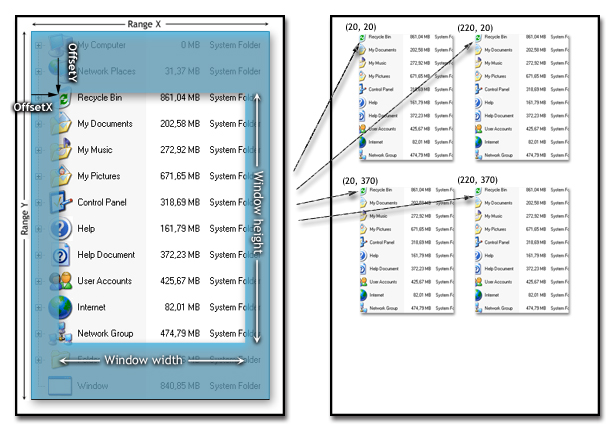 Range X
Range Y
OffsetY
OffsetX
My Computer 0 MB System Folder
Network Places 31,37 MB System Folder
Recycle Bin 861,04 MB System Folder
My Documents 202,58 MB System Folder
My Music 272,92 MB System Folder
My Pictures 671,65 MB System Folder
Control Panel 318,69 MB System Folder
Help 161,79 MB System Folder
Help Document 372,23 MB System Folder
User Accounts 425,67 MB System Folder
Internet 82,01 MB System Folder
Network Group 474,79 MB System Folder
Folder System Folder
Window 840,85 MB System Folder
Window height
Window width
(20, 20)
Recycle Bin 861,04 MB System F
My Documents 202,58 MB System F
My Music 272,92 MB System F
My Pictures 671,65 MB System F
Control Panel 318,69 MB System F
Help 161,79 MB System F
Help Document 372,23 MB System F
User Accounts 425,67 MB System F
Internet 82,01 MB System F
Network Group 474,79 MB System F
(220, 20)
Recycle Bin 861,04 MB System F
My Documents 202,58 MB System F
My Music 272,92 MB System F
My Pictures 671,65 MB System F
Control Panel 318,69 MB System F
Help 161,79 MB System F
Help Document 372,23 MB System F
User Accounts 425,67 MB System F
Internet 82,01 MB System F
Network Group 474,79 MB System F
(20, 370)
Recycle Bin 861,04 MB System F
My Documents 202,58 MB System F
My Music 272,92 MB System F
My Pictures 671,65 MB System F
Control Panel 318,69 MB System F
Help 161,79 MB System F
Help Document 372,23 MB System F
User Accounts 425,67 MB System F
Internet 82,01 MB System F
Network Group 474,79 MB System F
(220, 370)
Recycle Bin 861,04 MB System F
My Documents 202,58 MB System F
My Music 272,92 MB System F
My Pictures 671,65 MB System F
Control Panel 318,69 MB System F
Help 161,79 MB System F
Help Document 372,23 MB System F
User Accounts 425,67 MB System F
Internet 82,01 MB System F
Network Group 474,79 MB System F